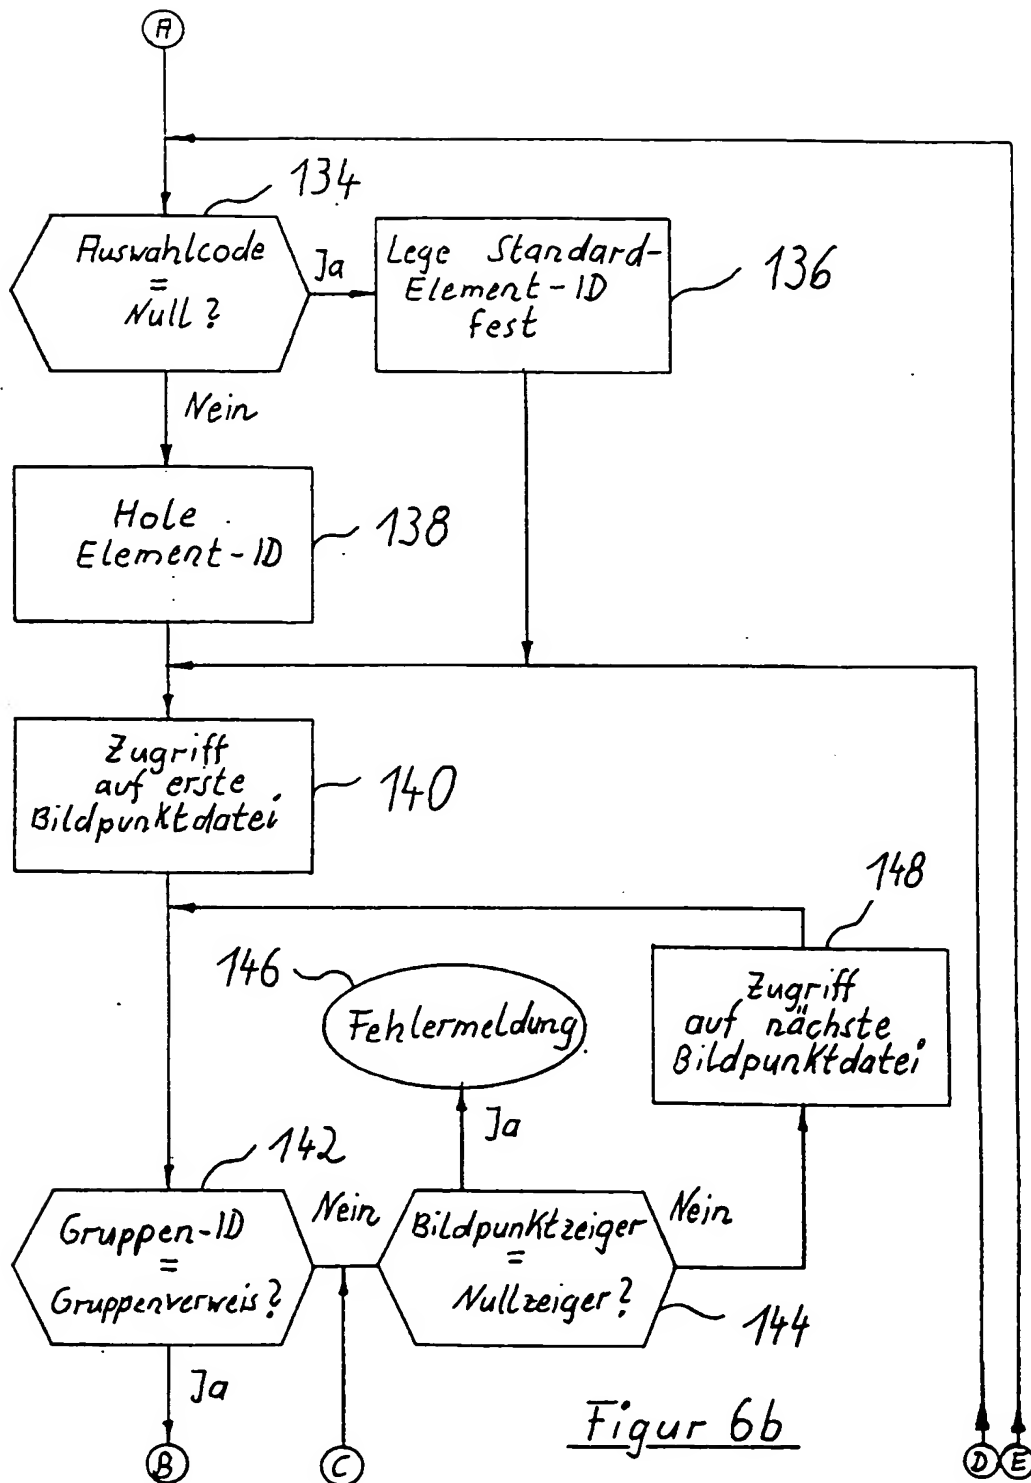 A
134
Auswahlcode
=
Null?
Ja
Lege Standard-
Element-ID
fest
136
Nein
Hole
Element-ID
138
Zugriff
auf erste
Bildpunktdatei
140
148
146
Fehlermeldung
Zugriff
auf nächste
Bildpunktdatei
Ja
142
Gruppen-ID
=
Gruppenverweis?
Nein
Bildpunktzeiger
=
Nullzeiger?
Nein
144
Ja
Figur 6b
B
C
D
E